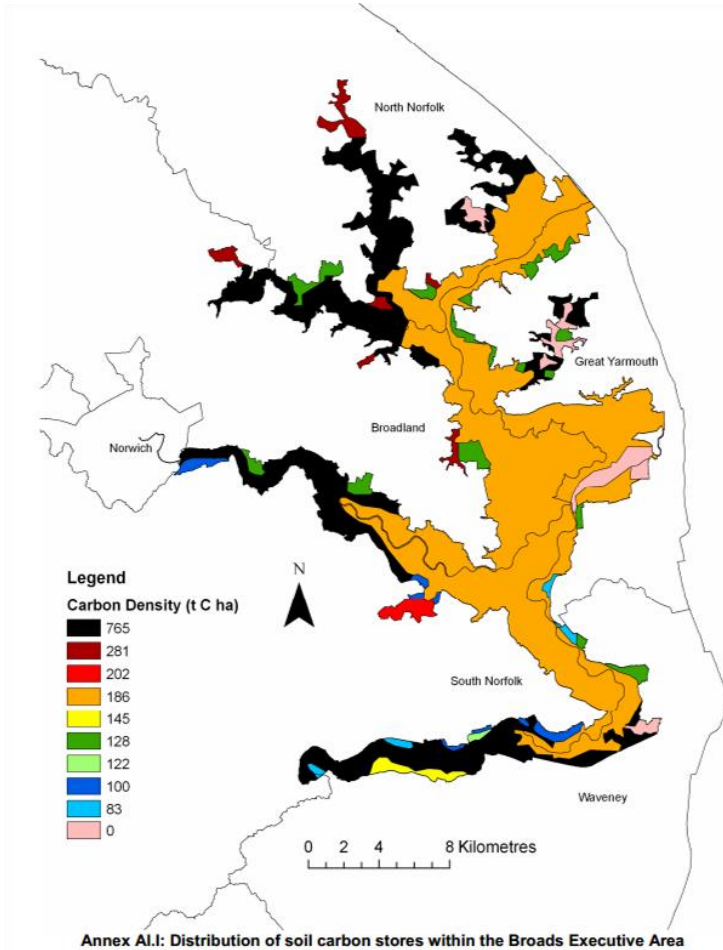 North Norfolk
Great Yarmouth
Broadland
Norwich
N
Legend
Carbon Density (t C ha)
765
281
202
186
145
128
122
100
83
0
South Norfolk
Waveney
0 2 4 8 Kilometres
Annex AI.I: Distribution of soil carbon stores within the Broads Executive Area